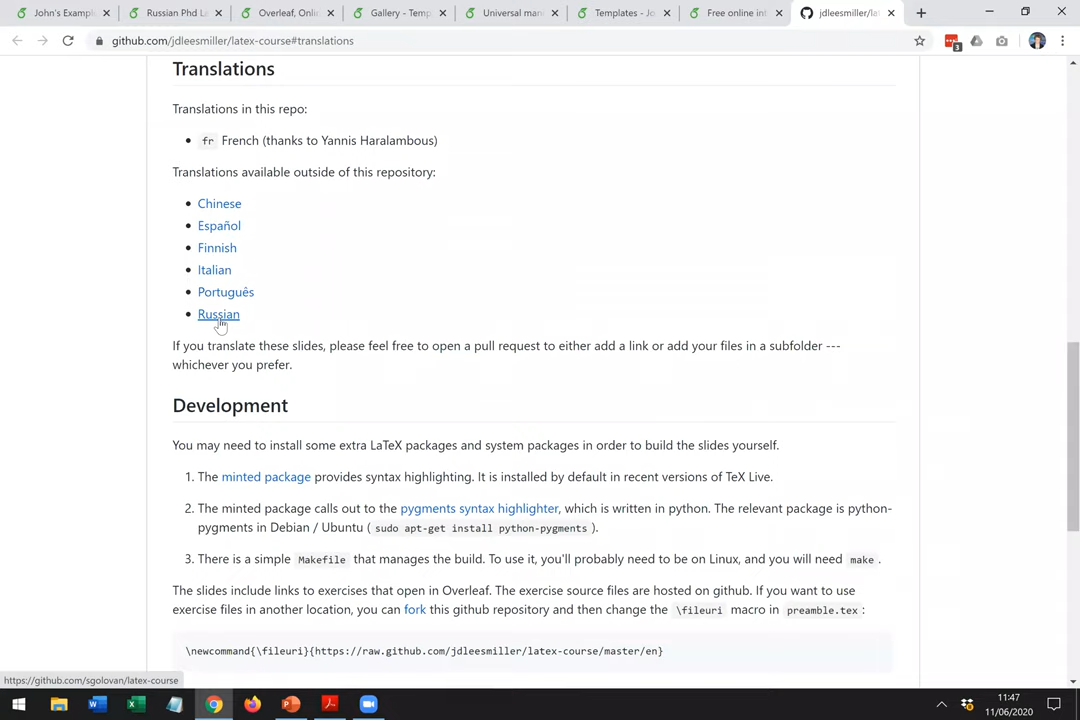 John's Example
Russian Phd La
Overleaf, Onlin
Gallery - Temp
Universal man
Templates - Jo
Free online int
jdleesmiller/lat
github.com/jdleesmiller/latex-course#translations
3
Translations
Translations in this repo:
fr French (thanks to Yannis Haralambous)
Translations available outside of this repository:
Chinese
Español
Finnish
Italian
Português
Russian
If you translate these slides, please feel free to open a pull request to either add a link or add your files in a subfolder ---
whichever you prefer.
Development
You may need to install some extra LaTeX packages and system packages in order to build the slides yourself.
1. The minted package provides syntax highlighting. It is installed by default in recent versions of TeX Live.
2. The minted package calls out to the pygments syntax highlighter, which is written in python. The relevant package is python-
pygments in Debian / Ubuntu ( sudo apt-get install python-pygments ).
3. There is a simple Makefile that manages the build. To use it, you'll probably need to be on Linux, and you will need make .
The slides include links to exercises that open in Overleaf. The exercise source files are hosted on github. If you want to use
exercise files in another location, you can fork this github repository and then change the \fileuri macro in preamble.tex :
\newcommand{\fileuri}{https://raw.github.com/jdleesmiller/latex-course/master/en}
https://github.com/sgolovan/latex-course
11:47
11/06/2020